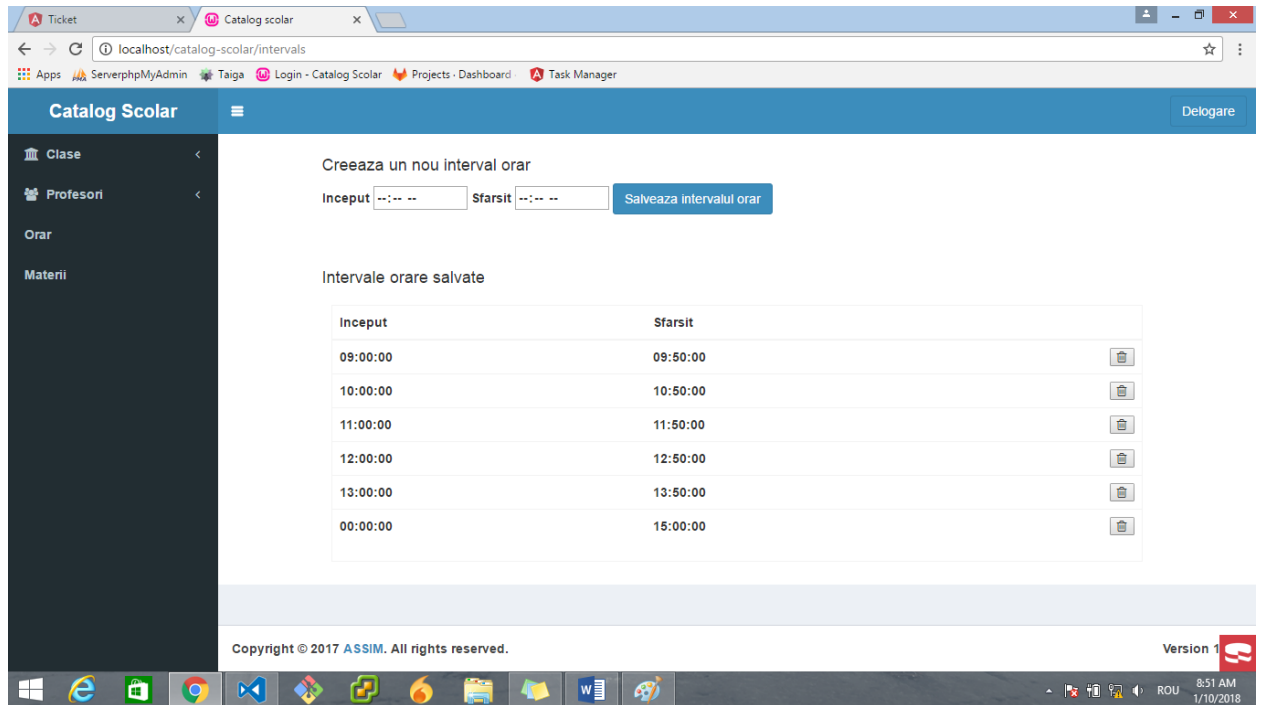 Ticket
Catalog scolar
localhost/catalog-scolar/intervals
Apps ServerphpMyAdmin Taiga Login - Catalog Scolar Projects · Dashboard · Task Manager
Catalog Scolar
Delogare
Clase
Profesori
Orar
Materii
Creeaza un nou interval orar
Inceput --:-- -- Sfarsit --:-- -- Salveaza intervalul orar
Intervale orare salvate
Inceput Sfarsit
09:00:00 09:50:00
10:00:00 10:50:00
11:00:00 11:50:00
12:00:00 12:50:00
13:00:00 13:50:00
00:00:00 15:00:00
Copyright © 2017 ASSIM. All rights reserved.
Version 1
ROU
8:51 AM
1/10/2018